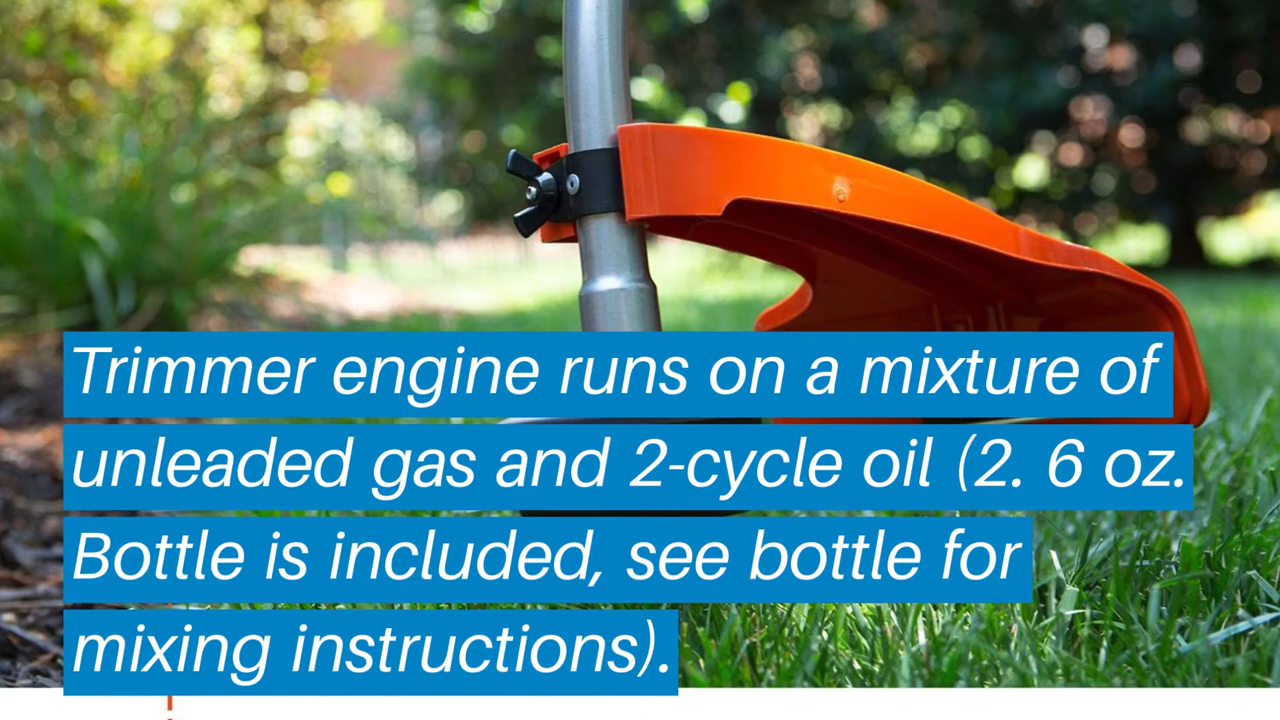 Trimmer engine runs on a mixture of
unleaded gas and 2-cycle oil (2. 6 oz.
Bottle is included, see bottle for
mixing instructions).